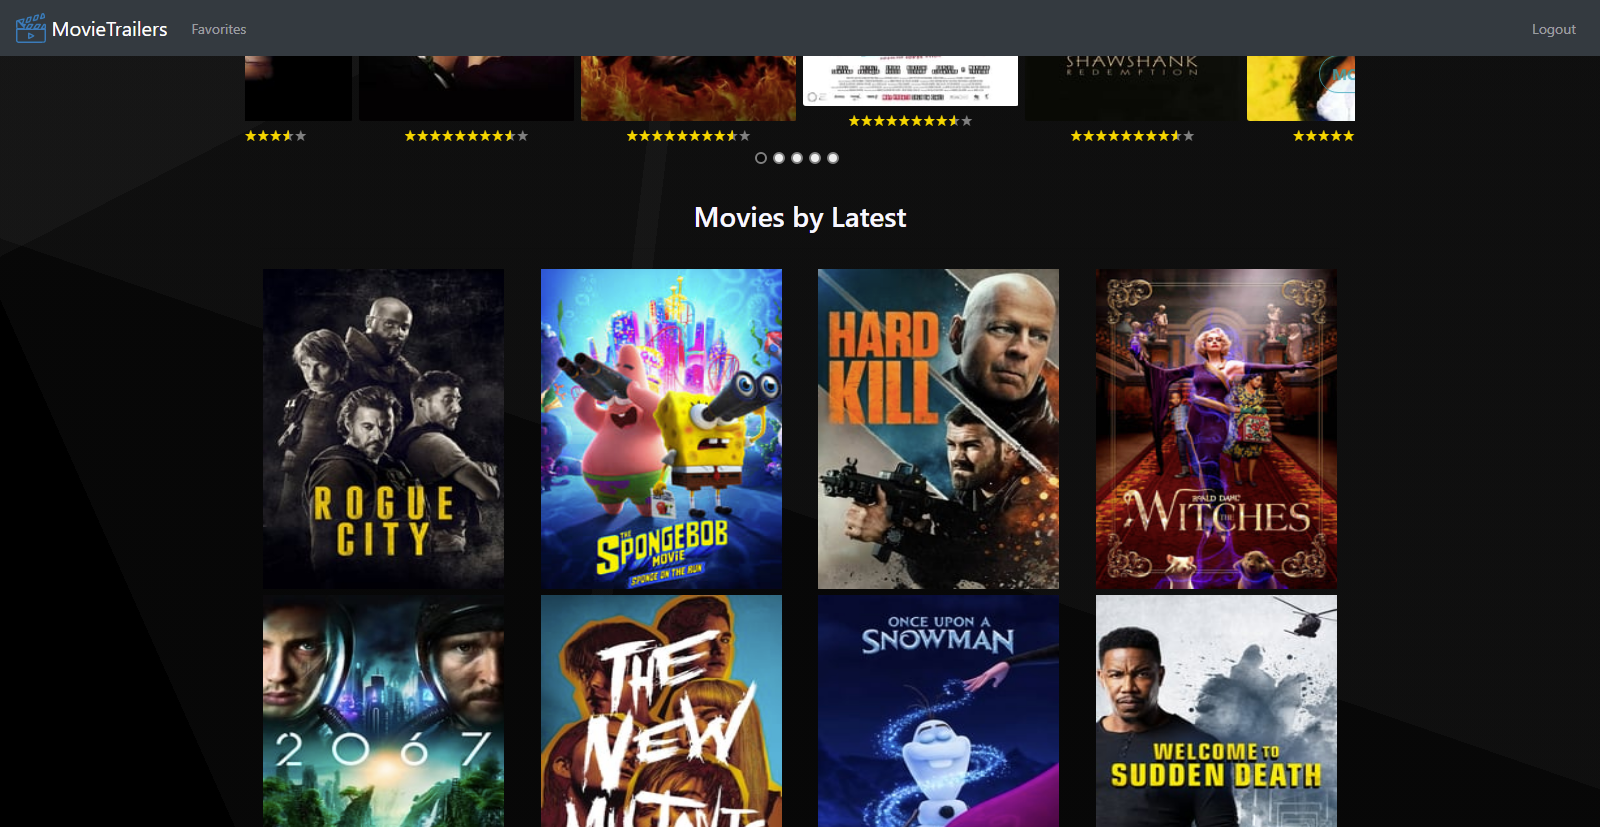 MovieTrailers
Favorites
Logout
SHAWSHANK
REDEMPTION
Mo
Movies by Latest
ROGUE
CITY
THE
SPONGEBOB
MOVIE
SPONGE ON THE RUN
HARD
KILL
ROALD DAHL'
THE
WITCHES
2067
THE
NEW
MUTANTS
ONCE UPON A
SNOWMAN
WELCOME TO
SUDDEN DEATH